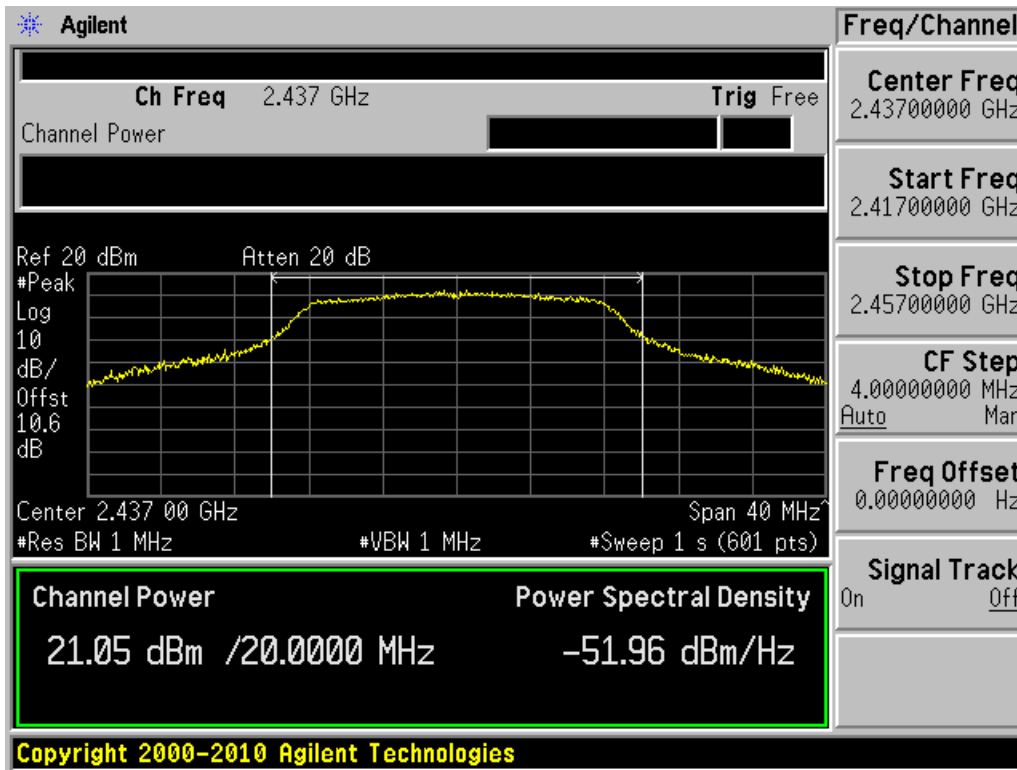 Agilent
Freq/Channel
Ch Freq 2.437 GHz Trig Free
Channel Power
Center Freq
2.43700000 GHz
Start Freq
2.41700000 GHz
Stop Freq
2.45700000 GHz
CF Step
4.00000000 MHz
Auto Man
Freq Offset
0.00000000 Hz
Signal Track
On Off
Ref 20 dBm Atten 20 dB
#Peak
Log
10
dB/
Offst
10.6
dB
Center 2.437 00 GHz Span 40 MHz^
#Res BW 1 MHz #VBW 1 MHz #Sweep 1 s (601 pts)
Channel Power Power Spectral Density
21.05 dBm /20.0000 MHz -51.96 dBm/Hz
Copyright 2000-2010 Agilent Technologies